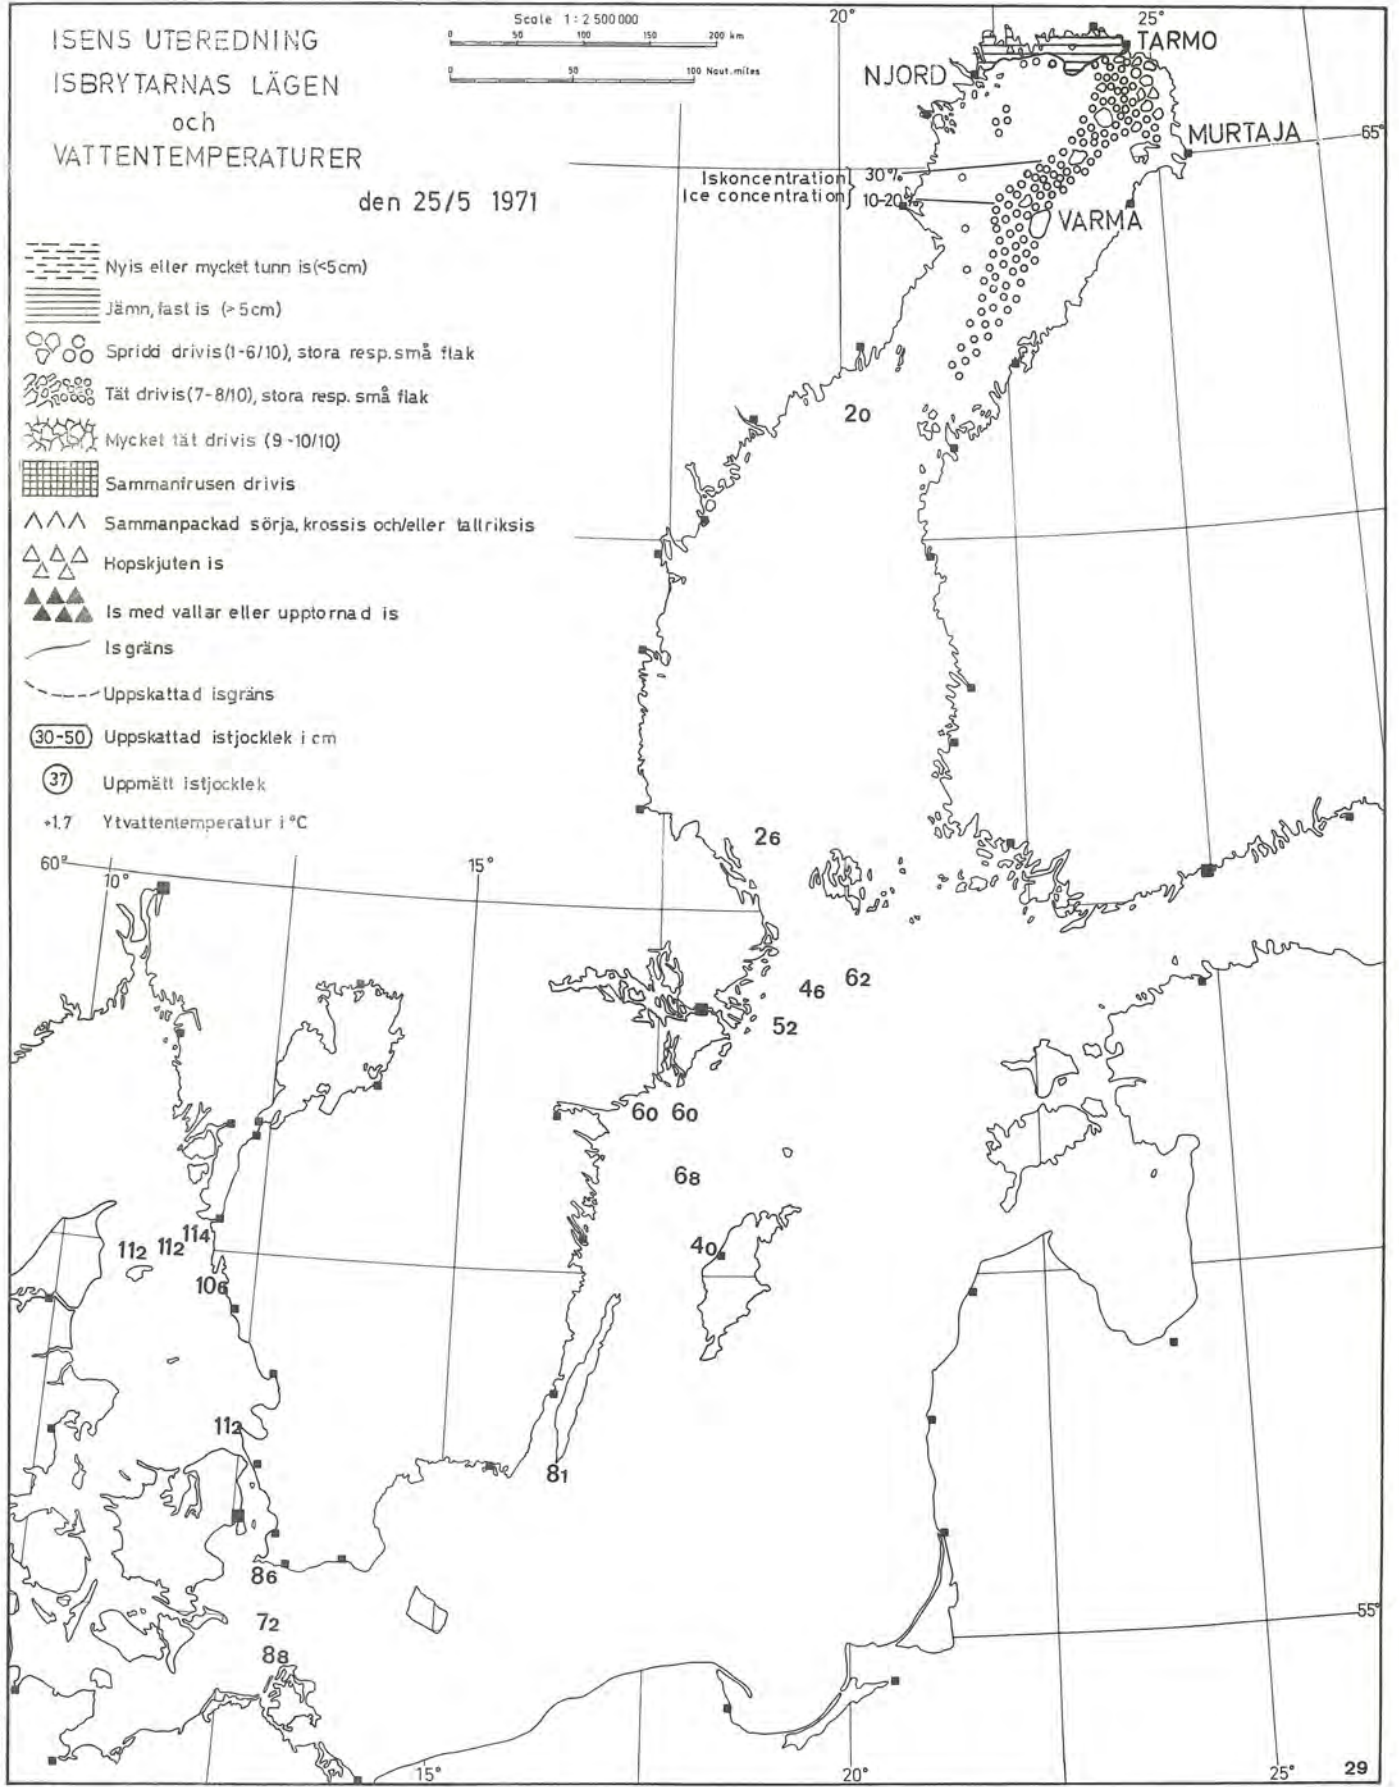 ISENS UTBREDNING
ISBRYTARNAS LÄGEN
och
VATTENTEMPERATURER
den 25/5 1971
Scale 1:2 500 000
0 50 100 150 200 km
0 50 100 Naut.miles
20°
25°
TARMO
NJORD
MURTAJA
65°
Iskoncentration } 30%
Ice concentration } 10-20%
VARMA
Nyis eller mycket tunn is (<5cm)
Jämn, fast is (> 5cm)
Spridd drivis (1-6/10), stora resp. små flak
Tät drivis (7-8/10), stora resp. små flak
Mycket tät drivis (9-10/10)
Sammanfrusen drivis
Sammanpackad sörja, krossis och/eller tallriksis
Hopskjuten is
Is med vallar eller upptornad is
Isgräns
Uppskattad isgräns
30-50 Uppskattad istjocklek i cm
37 Uppmätt istjocklek
+1.7 Ytvattentemperatur i °C
20
26
60°
10°
15°
46
62
52
60 60
68
40
112 112 114
106
112
81
86
72
88
55°
15°
20°
25°
29